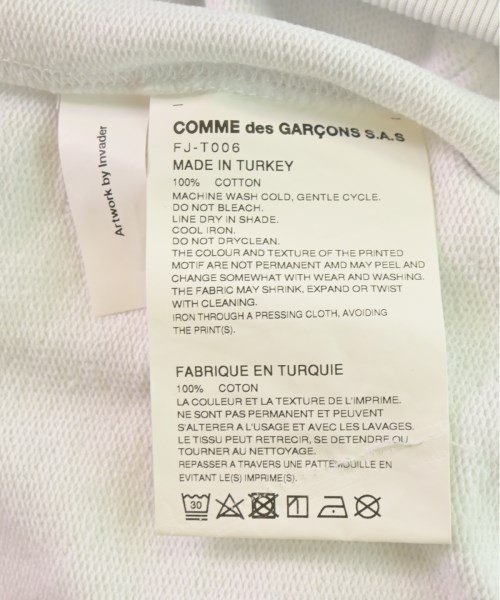 Artwork by Invader
COMME des GARÇONS S.A.S
FJ-T006
MADE IN TURKEY
100% COTTON
MACHINE WASH COLD, GENTLE CYCLE.
DO NOT BLEACH.
LINE DRY IN SHADE.
COOL IRON.
DO NOT DRYCLEAN.
THE COLOUR AND TEXTURE OF THE PRINTED
MOTIF ARE NOT PERMANENT AMD MAY PEEL AND
CHANGE SOMEWHAT WITH WEAR AND WASHING.
THE FABRIC MAY SHRINK, EXPAND OR TWIST
WITH CLEANING.
IRON THROUGH A PRESSING CLOTH, AVOIDING
THE PRINT(S).
FABRIQUE EN TURQUIE
100% COTON
LA COULEUR ET LA TEXTURE DE L'IMPRIME.
NE SONT PAS PERMANENT ET PEUVENT
S'ALTERER A L'USAGE ET AVEC LES LAVAGES.
LE TISSU PEUT RETRECIR, SE DETENDRE OU
TOURNER AU NETTOYAGE.
REPASSER A TRAVERS UNE PATTEMOUILLE EN
EVITANT LE(S) IMPRIME(S).
30